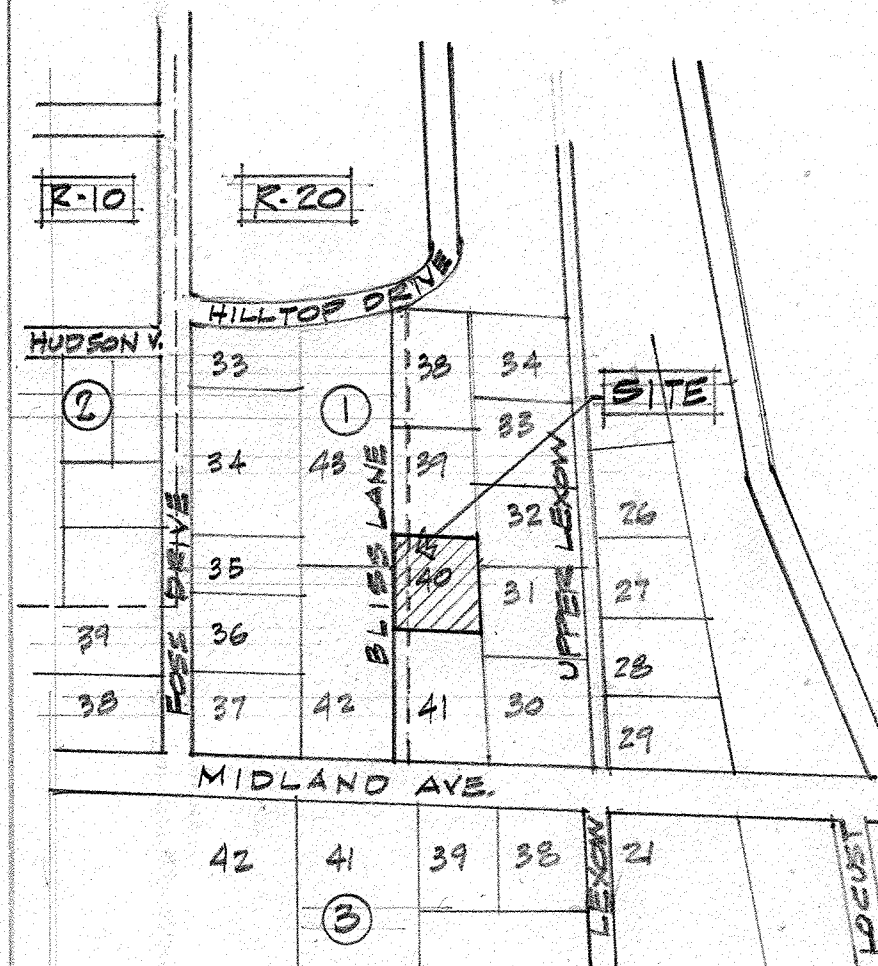 R-10
R-20
HILLTOP DRIVE
HUDSON V.
33
38
34
SITE
2
1
33
34
43
39
BLISS LANE
UPPER LEXOW
32
26
FOSS DRIVE
35
40
31
27
39
36
28
38
37
42
41
30
29
MIDLAND AVE.
42
41
39
38
LEXOW
21
LOCUST
3